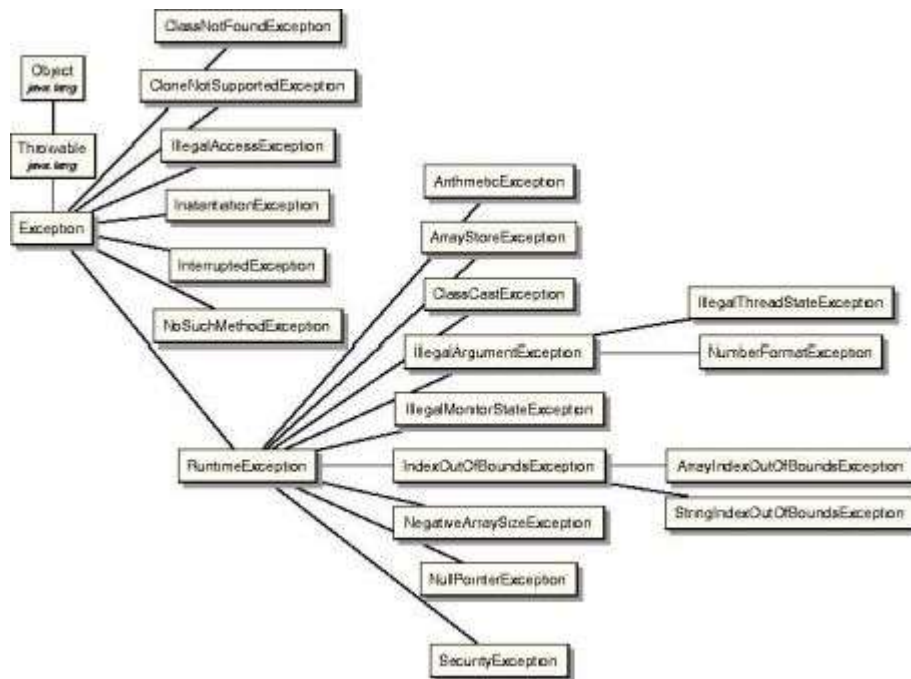 ClassNotFoundException
Object
java.lang
CloneNotSupportedException
Throwable
java.lang
IllegalAccessException
ArithmeticException
InstantiationException
Exception
ArrayStoreException
InterruptedException
ClassCastException
IllegalThreadStateException
NoSuchMethodException
IllegalArgumentException
NumberFormatException
IllegalMonitorStateException
RuntimeException
IndexOutOfBoundsException
ArrayIndexOutOfBoundsException
StringIndexOutOfBoundsException
NegativeArraySizeException
NullPointerException
SecurityException